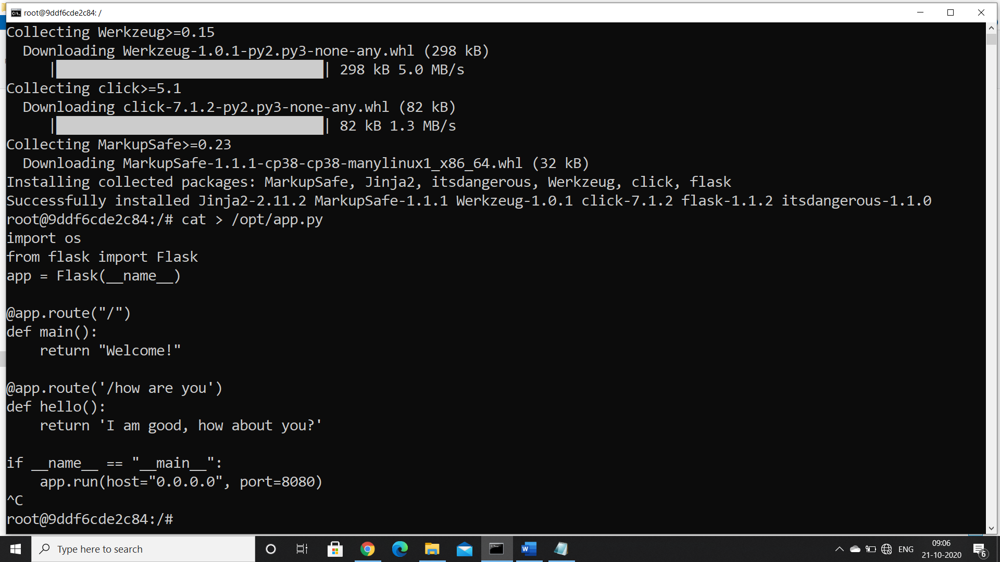 root@9ddf6cde2c84: /
Collecting Werkzeug>=0.15
  Downloading Werkzeug-1.0.1-py2.py3-none-any.whl (298 kB)
     |████████████████████████████████| 298 kB 5.0 MB/s
Collecting click>=5.1
  Downloading click-7.1.2-py2.py3-none-any.whl (82 kB)
     |████████████████████████████████| 82 kB 1.3 MB/s
Collecting MarkupSafe>=0.23
  Downloading MarkupSafe-1.1.1-cp38-cp38-manylinux1_x86_64.whl (32 kB)
Installing collected packages: MarkupSafe, Jinja2, itsdangerous, Werkzeug, click, flask
Successfully installed Jinja2-2.11.2 MarkupSafe-1.1.1 Werkzeug-1.0.1 click-7.1.2 flask-1.1.2 itsdangerous-1.1.0
root@9ddf6cde2c84:/# cat > /opt/app.py
import os
from flask import Flask
app = Flask(__name__)

@app.route("/")
def main():
    return "Welcome!"

@app.route('/how are you')
def hello():
    return 'I am good, how about you?'

if __name__ == "__main__":
    app.run(host="0.0.0.0", port=8080)
^C
root@9ddf6cde2c84:/#
Type here to search
ENG
09:06
21-10-2020
6